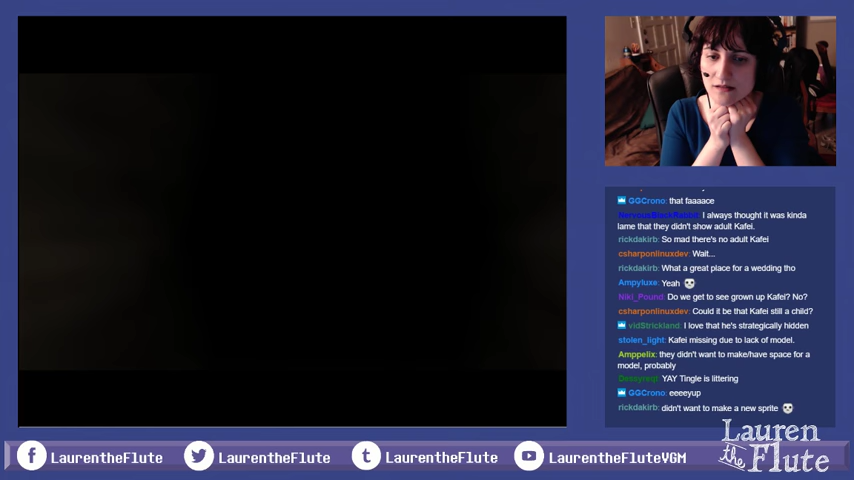 GGCrono: that faaaace
NervousBlackRabbit: I always thought it was kinda
lame that they didn't show adult Kafei.
rickdakirb: So mad there's no adult Kafei
csharponlinuxdev: Wait...
rickdakirb: What a great place for a wedding tho
Ampyluxe: Yeah
Niki_Pound: Do we get to see grown up Kafei? No?
csharponlinuxdev: Could it be that Kafei still a child?
vidStrickland: I love that he's strategically hidden
stolen_light: Kafei missing due to lack of model.
Amppelix: they didn't want to make/have space for a
model, probably
YAY Tingle is littering
GGCrono: eeeeyup
rickdakirb: didn't want to make a new sprite
Lauren
the Flute
LaurentheFlute
LaurentheFlute
LaurentheFlute
LaurentheFluteVGM